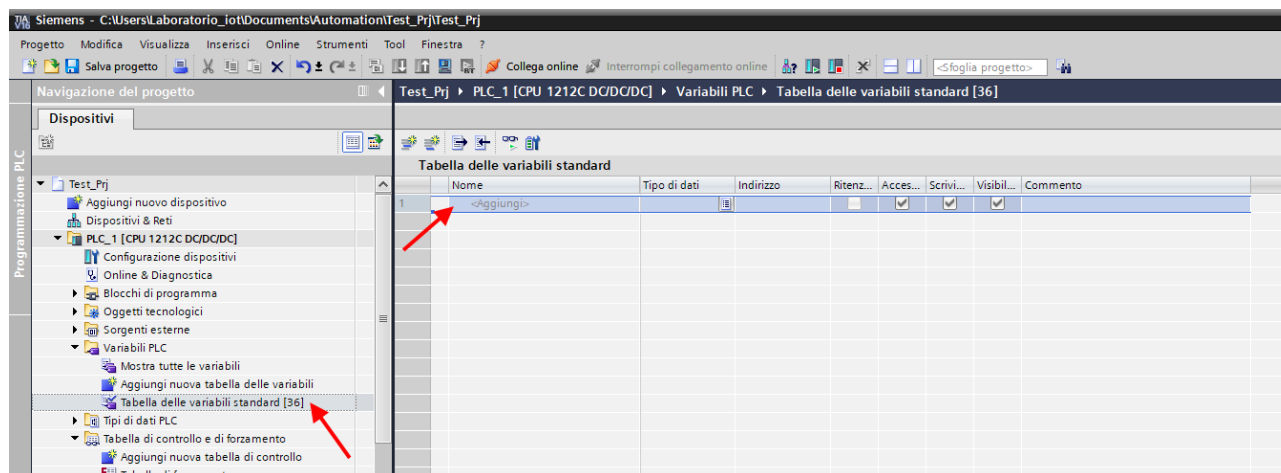 Siemens - C:\Users\Laboratorio_iot\Documents\Automation\Test_Prj\Test_Prj
Progetto Modifica Visualizza Inserisci Online Strumenti Tool Finestra ?
Salva progetto Collega online Interrompi collegamento online <Sfoglia progetto>
Navigazione del progetto
Test_Prj PLC_1 [CPU 1212C DC/DC/DC] Variabili PLC Tabella delle variabili standard [36]
Dispositivi
Programmazione PLC
Tabella delle variabili standard
Nome Tipo di dati Indirizzo Ritenz... Acces... Scrivi... Visibil... Commento
1 <Aggiungi>
Test_Prj
Aggiungi nuovo dispositivo
Dispositivi & Reti
PLC_1 [CPU 1212C DC/DC/DC]
Configurazione dispositivi
Online & Diagnostica
Blocchi di programma
Oggetti tecnologici
Sorgenti esterne
Variabili PLC
Mostra tutte le variabili
Aggiungi nuova tabella delle variabili
Tabella delle variabili standard [36]
Tipi di dati PLC
Tabella di controllo e di forzamento
Aggiungi nuova tabella di controllo